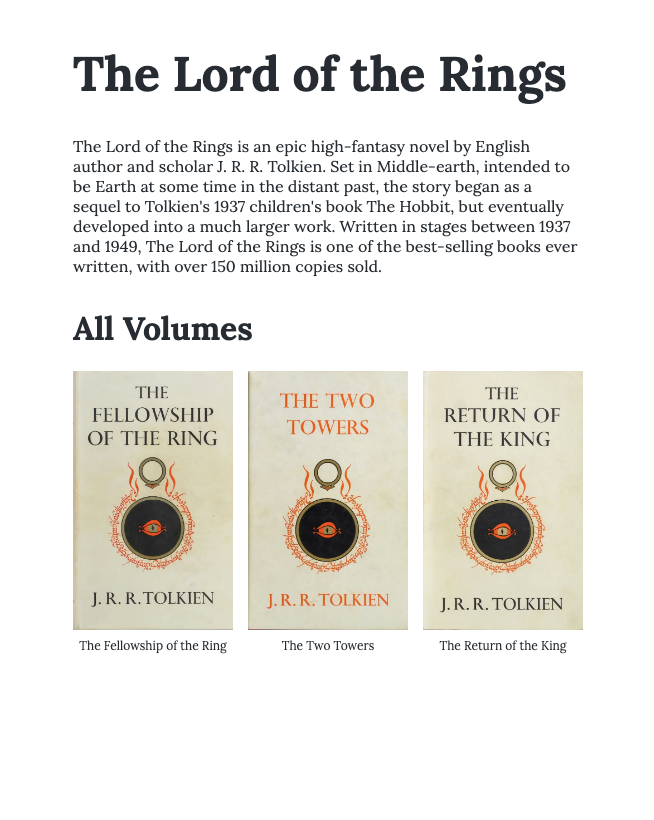 The Lord of the Rings
The Lord of the Rings is an epic high-fantasy novel by English
author and scholar J. R. R. Tolkien. Set in Middle-earth, intended to
be Earth at some time in the distant past, the story began as a
sequel to Tolkien's 1937 children's book The Hobbit, but eventually
developed into a much larger work. Written in stages between 1937
and 1949, The Lord of the Rings is one of the best-selling books ever
written, with over 150 million copies sold.
All Volumes
THE
FELLOWSHIP
OF THE RING
J. R. R. TOLKIEN
The Fellowship of the Ring
THE TWO
TOWERS
J. R. R. TOLKIEN
The Two Towers
THE
RETURN OF
THE KING
J. R. R. TOLKIEN
The Return of the King